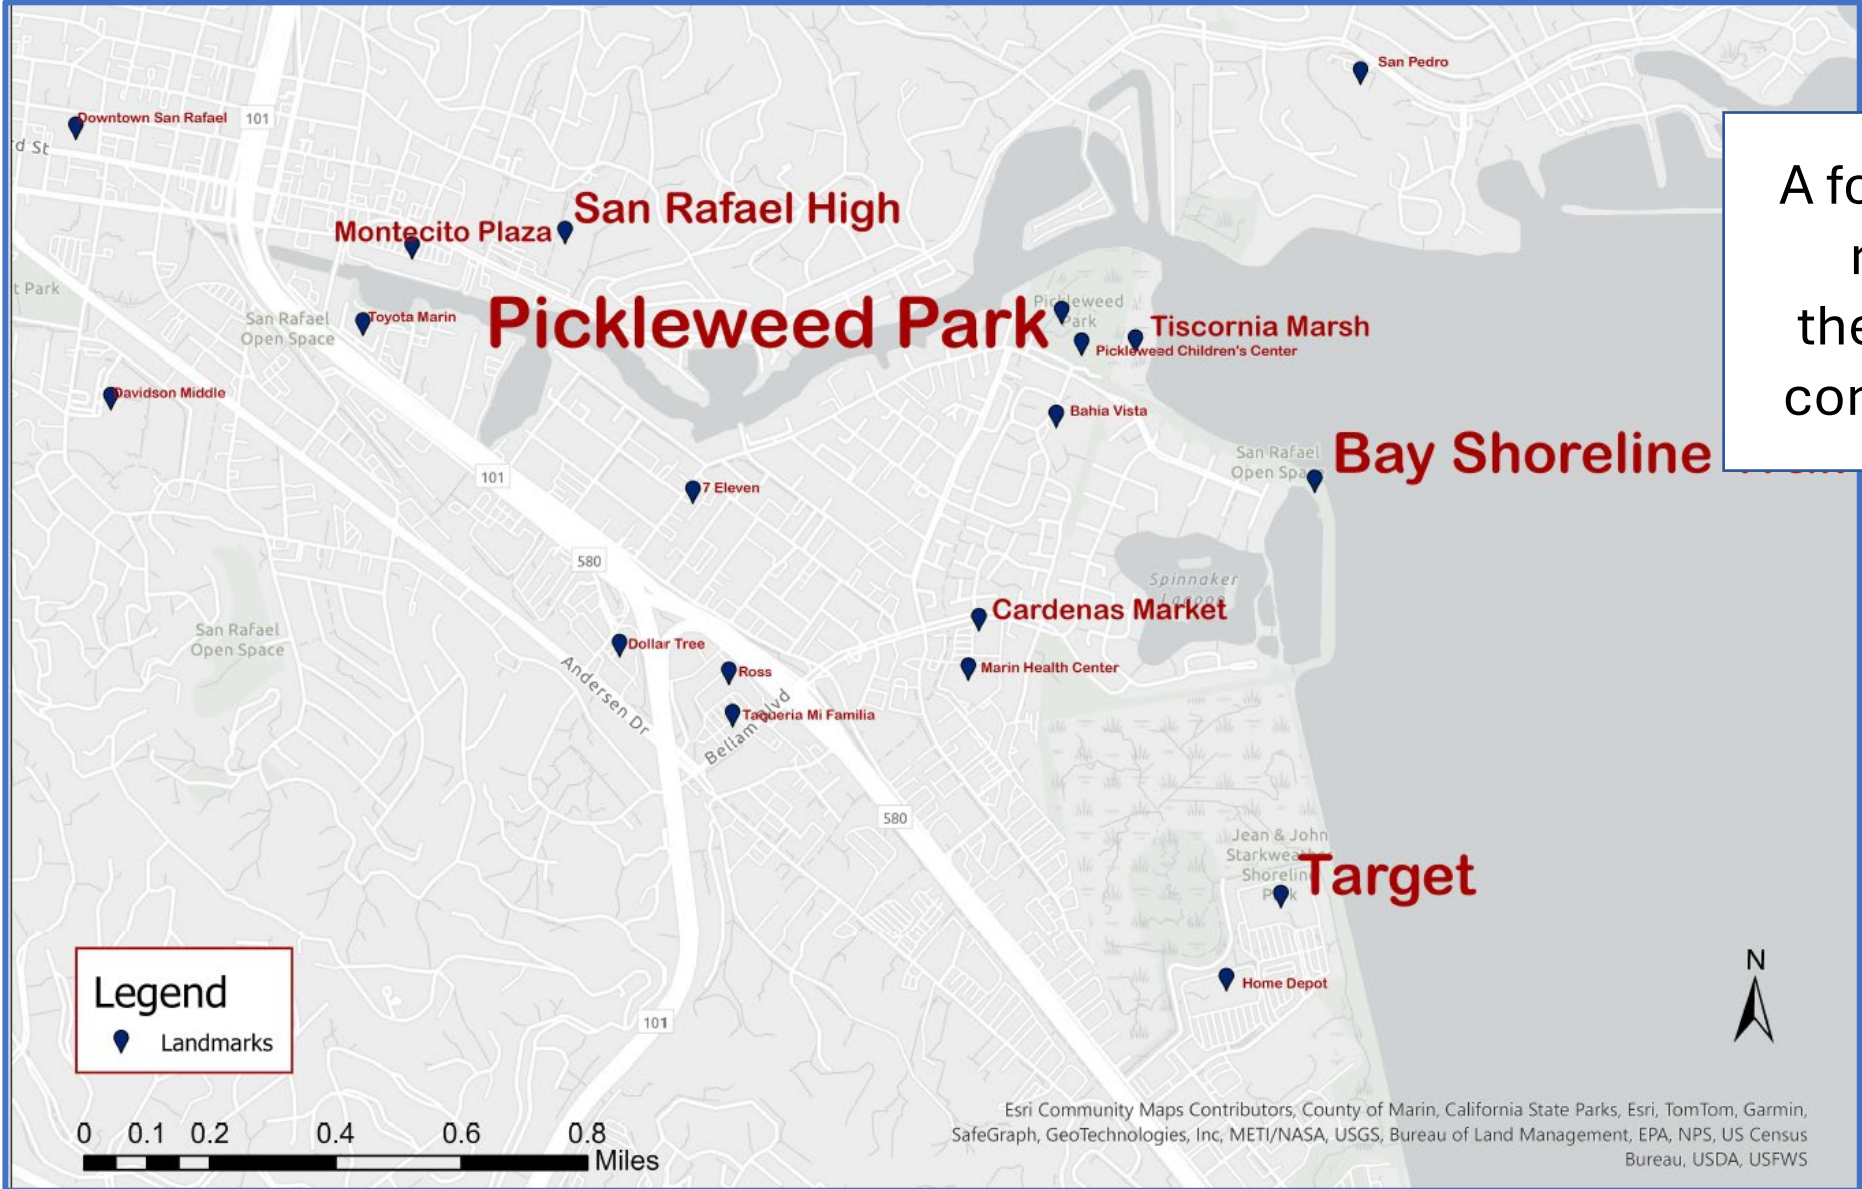 San Pedro
Downtown San Rafael
101
d St
A fo
the
con
San Rafael High
Montecito Plaza
t Park
San Rafael
Open Space
Toyota Marin
Pickleweed Park
Pickleweed
Park
Tiscornia Marsh
Pickleweed Children's Center
Davidson Middle
Bahia Vista
San Rafael
Open Space
Bay Shoreline
101
7 Eleven
580
Spinnaker
Lagoon
Cardenas Market
San Rafael
Open Space
Dollar Tree
Ross
Marin Health Center
Andersen Dr
Taqueria Mi Familia
Bellam Blvd
580
Jean & John
Starkweather
Shoreline
Park
Target
Home Depot
N
Legend
Landmarks
101
0 0.1 0.2 0.4 0.6 0.8
Miles
Esri Community Maps Contributors, County of Marin, California State Parks, Esri, TomTom, Garmin,
SafeGraph, GeoTechnologies, Inc, METI/NASA, USGS, Bureau of Land Management, EPA, NPS, US Census
Bureau, USDA, USFWS